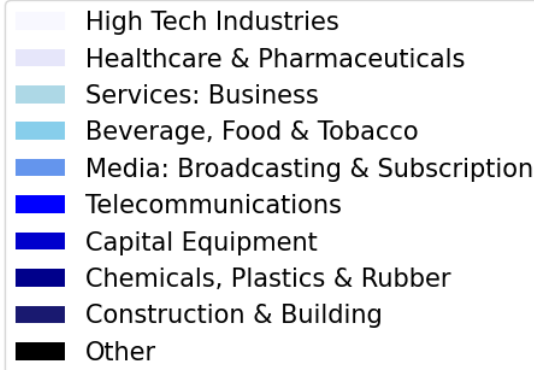 High Tech Industries
Healthcare & Pharmaceuticals
Services: Business
Beverage, Food & Tobacco
Media: Broadcasting & Subscription
Telecommunications
Capital Equipment
Chemicals, Plastics & Rubber
Construction & Building
Other